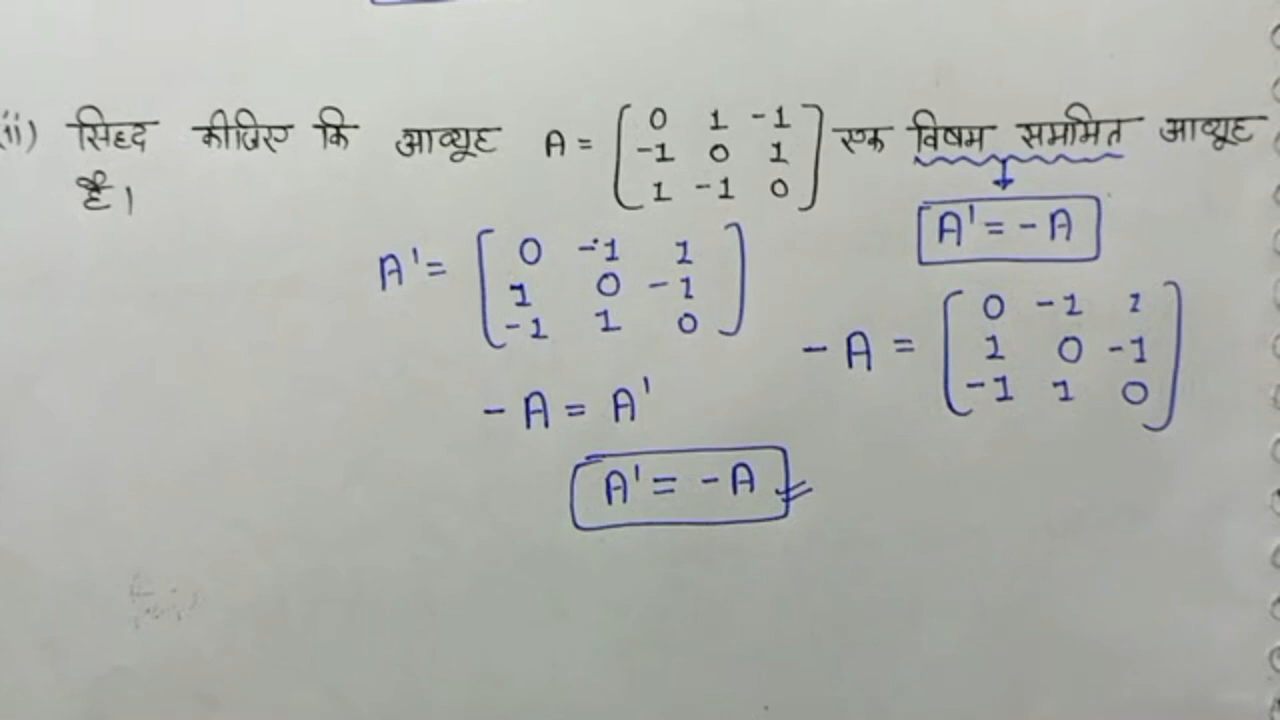 (ii) सिद्ध कीजिए कि आव्यूह A = [ 0 1 -1 एक विषम सममित आव्यूह
-1 0 1
1 -1 0 ]
है।
A' = -A
A' = [ 0 -1 1
1 0 -1
-1 1 0 ]
-A = [ 0 -1 1
1 0 -1
-1 1 0 ]
-A = A'
A' = -A